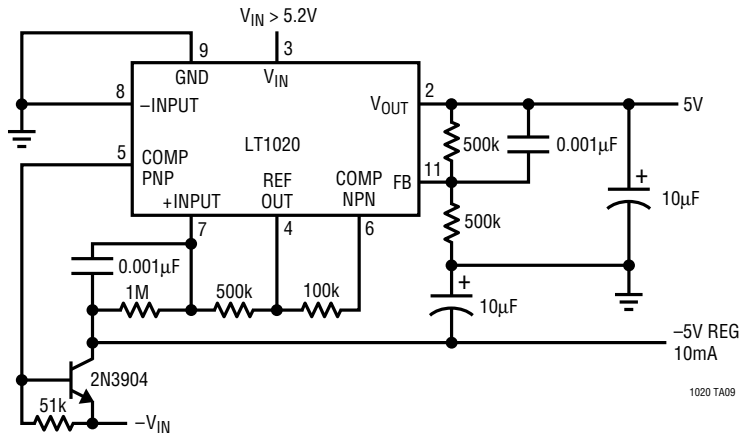 V_IN > 5.2V
9
3
GND
V_IN
8
–INPUT
V_OUT
2
5V
LT1020
500k
0.001µF
5
COMP
PNP
REF
OUT
COMP
NPN
FB
11
+INPUT
10µF
+
7
4
6
500k
0.001µF
1M
500k
100k
+
10µF
–5V REG
10mA
2N3904
51k
–V_IN
1020 TA09